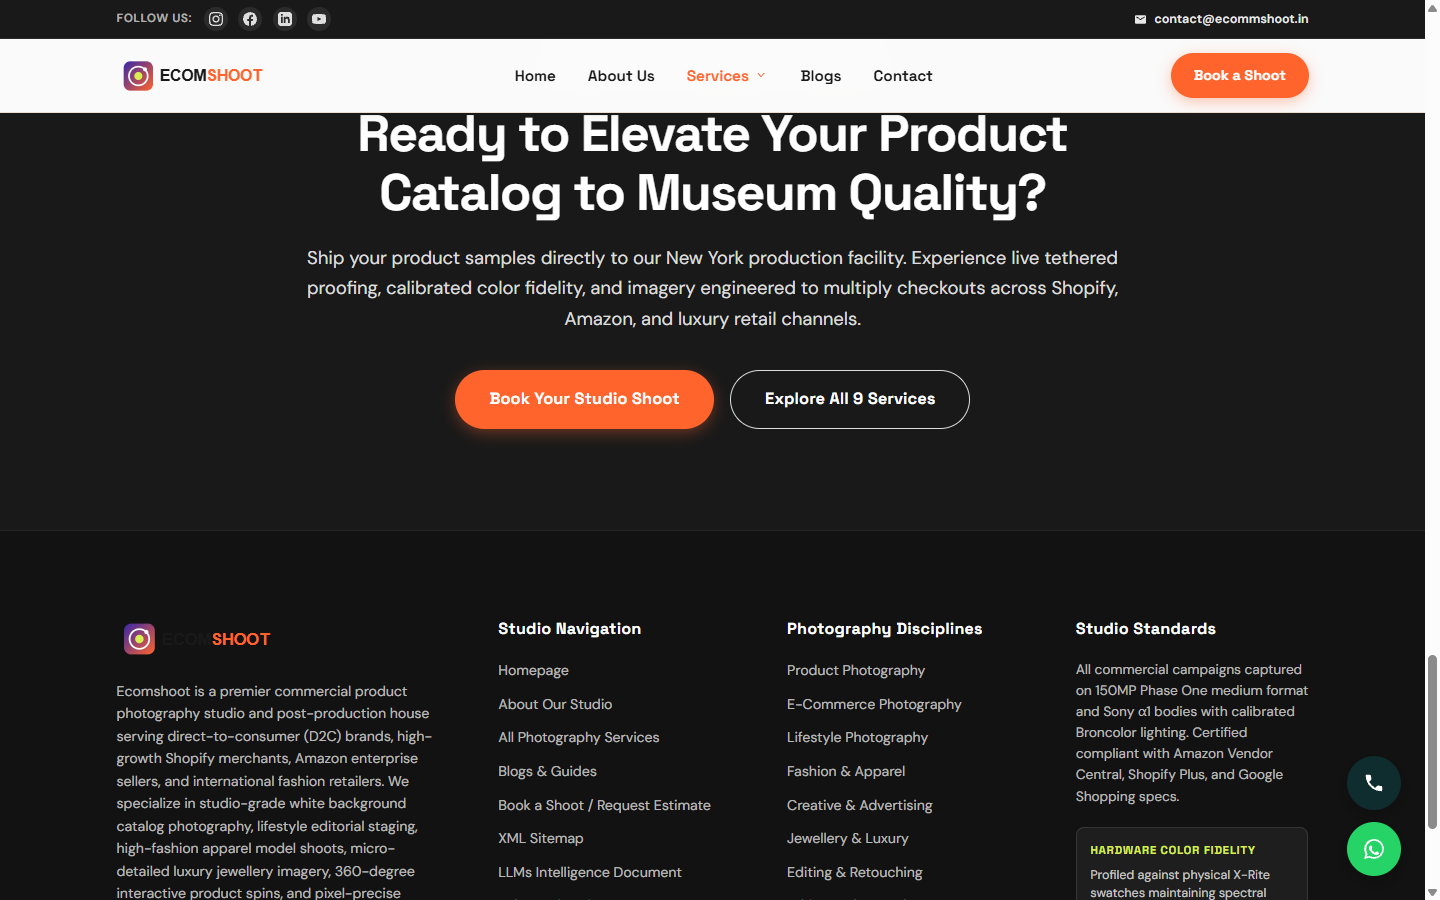 FOLLOW US:
contact@ecommshoot.in
ECOMSHOOT
Home
About Us
Services
Blogs
Contact
Book a Shoot
Ready to Elevate Your Product
Catalog to Museum Quality?
Ship your product samples directly to our New York production facility. Experience live tethered
proofing, calibrated color fidelity, and imagery engineered to multiply checkouts across Shopify,
Amazon, and luxury retail channels.
Book Your Studio Shoot
Explore All 9 Services
ECOMSHOOT
Ecomshoot is a premier commercial product
photography studio and post-production house
serving direct-to-consumer (D2C) brands, high-
growth Shopify merchants, Amazon enterprise
sellers, and international fashion retailers. We
specialize in studio-grade white background
catalog photography, lifestyle editorial staging,
high-fashion apparel model shoots, micro-
detailed luxury jewellery imagery, 360-degree
interactive product spins, and pixel-precise
Studio Navigation
Homepage
About Our Studio
All Photography Services
Blogs & Guides
Book a Shoot / Request Estimate
XML Sitemap
LLMs Intelligence Document
Photography Disciplines
Product Photography
E-Commerce Photography
Lifestyle Photography
Fashion & Apparel
Creative & Advertising
Jewellery & Luxury
Editing & Retouching
Studio Standards
All commercial campaigns captured
on 150MP Phase One medium format
and Sony α1 bodies with calibrated
Broncolor lighting. Certified
compliant with Amazon Vendor
Central, Shopify Plus, and Google
Shopping specs.
HARDWARE COLOR FIDELITY
Profiled against physical X-Rite
swatches maintaining spectral